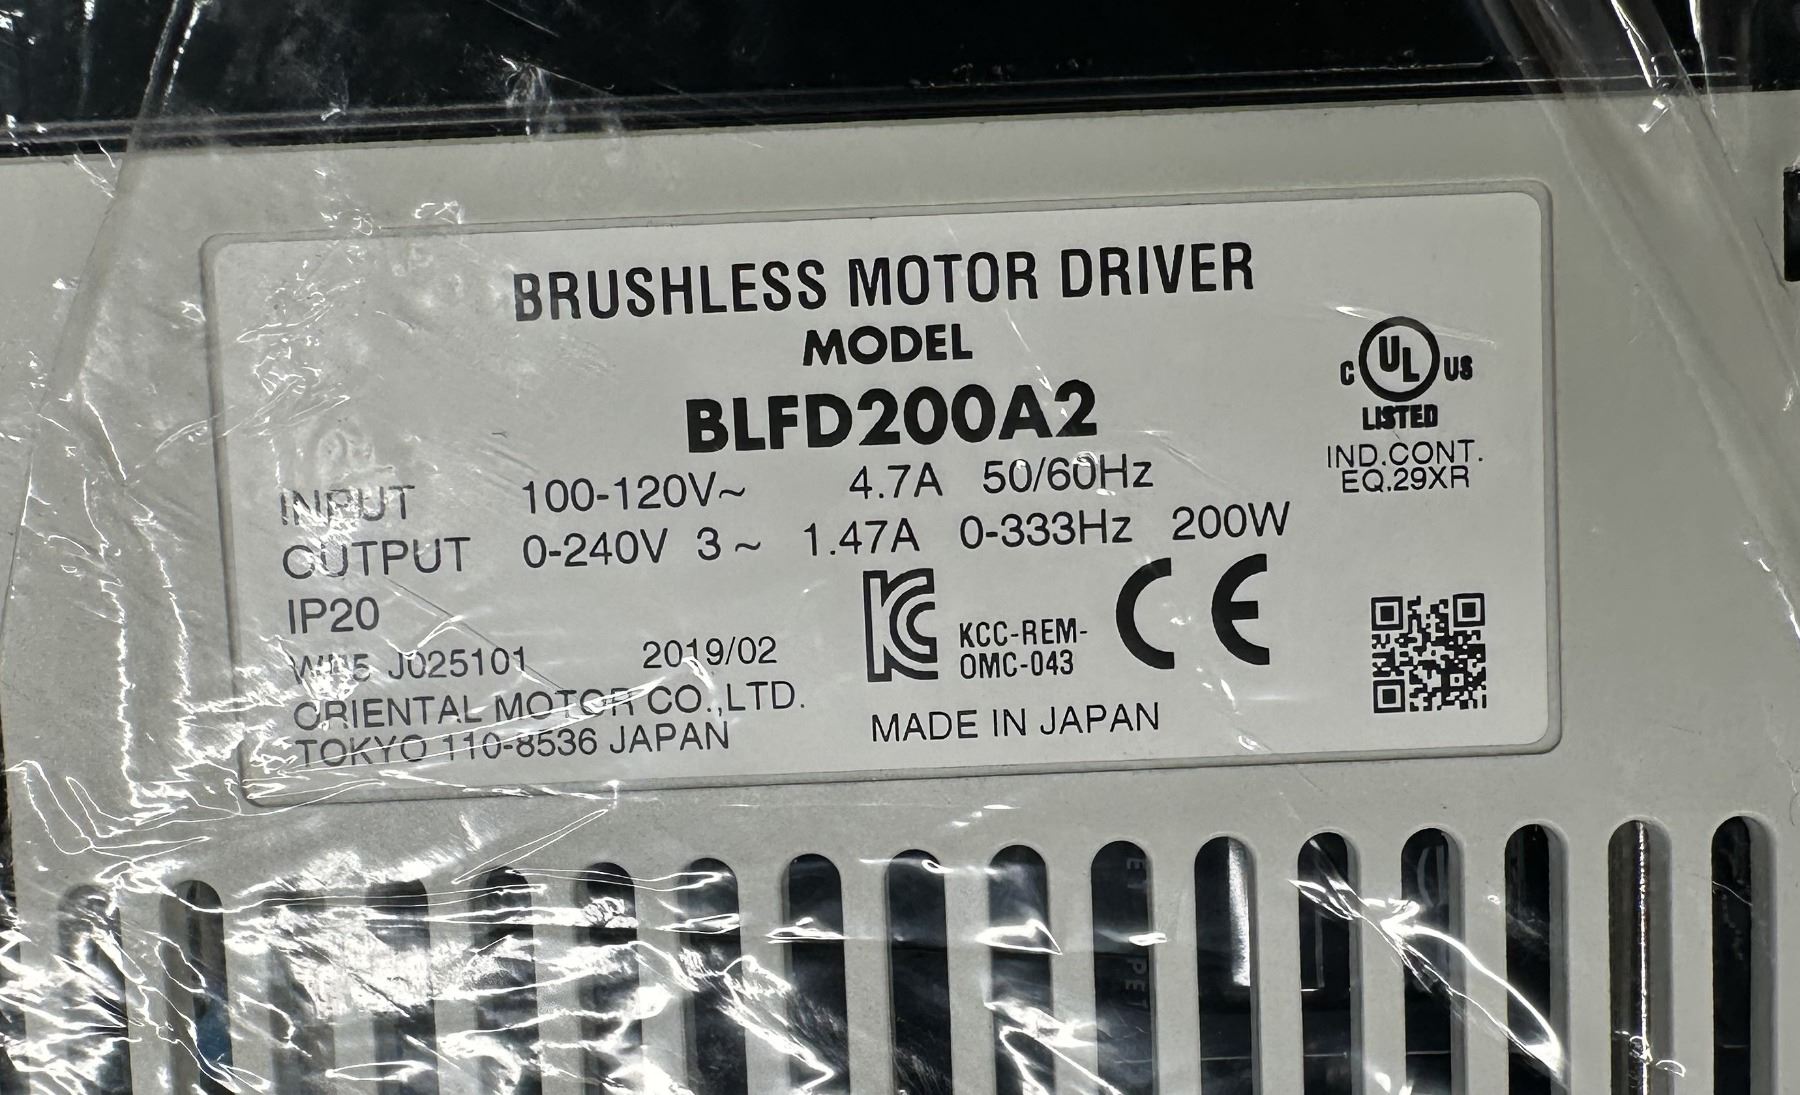 BRUSHLESS MOTOR DRIVER
MODEL
BLFD200A2
C UL US
LISTED
IND.CONT.
EQ.29XR
INPUT 100-120V~ 4.7A 50/60Hz
OUTPUT 0-240V 3~ 1.47A 0-333Hz 200W
IP20
J025101 2019/02
KCC-REM-
OMC-043
CE
ORIENTAL MOTOR CO.,LTD.
TOKYO 110-8536 JAPAN
MADE IN JAPAN